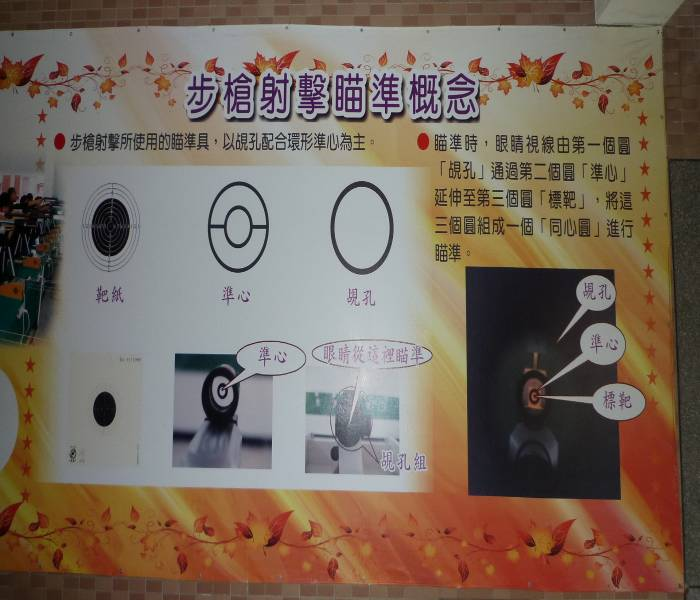 步槍射擊瞄準概念
步槍射擊所使用的瞄準具，以覘孔配合環形準心為主。
靶紙
準心
覘孔
準心
眼睛從這裡瞄準
覘孔組
瞄準時，眼睛視線由第一個圓
「覘孔」通過第二個圓「準心」
延伸至第三個圓「標靶」，將這
三個圓組成一個「同心圓」進行
瞄準。
覘孔
準心
標靶